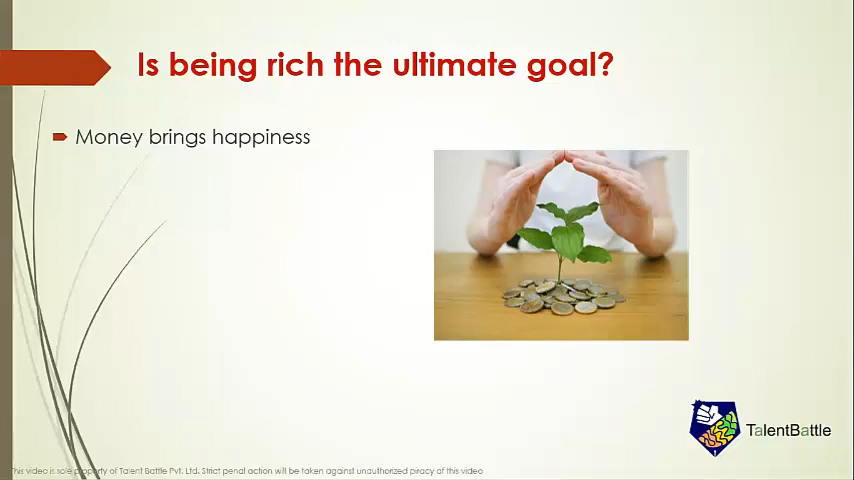 Is being rich the ultimate goal?
Money brings happiness
TalentBattle
This video is sole property of Talent Battle Pvt. Ltd. Strict penal action will be taken against unauthorized piracy of this video